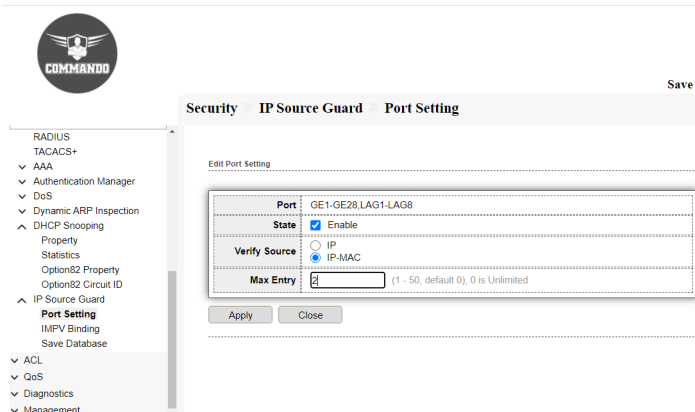 COMMANDO
Save
Security » IP Source Guard » Port Setting
RADIUS
TACACS+
AAA
Authentication Manager
DoS
Dynamic ARP Inspection
DHCP Snooping
Property
Statistics
Option82 Property
Option82 Circuit ID
IP Source Guard
Port Setting
IMPV Binding
Save Database
ACL
QoS
Diagnostics
Management
Edit Port Setting
Port GE1-GE28,LAG1-LAG8
State Enable
Verify Source IP
IP-MAC
Max Entry 2 (1 - 50, default 0), 0 is Unlimited
Apply Close